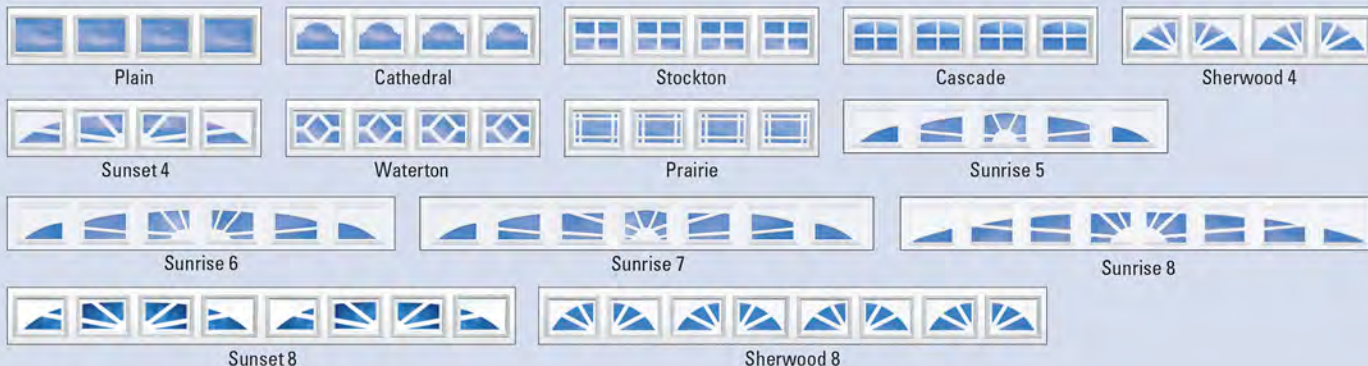 Plain
Cathedral
Stockton
Cascade
Sherwood 4
Sunset 4
Waterton
Prairie
Sunrise 5
Sunrise 6
Sunrise 7
Sunrise 8
Sunset 8
Sherwood 8